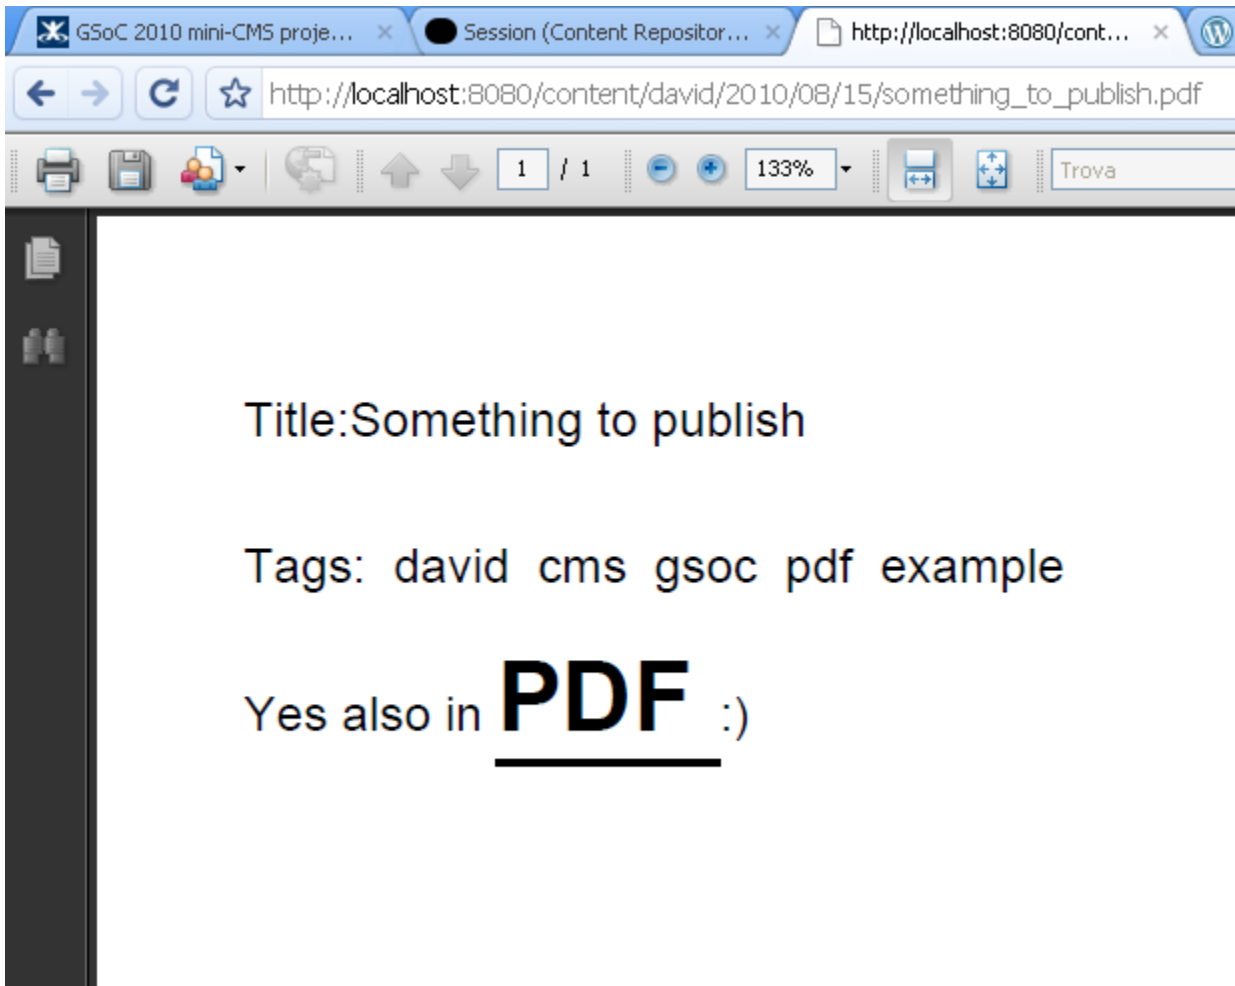 GSoC 2010 mini-CMS proje...
Session (Content Repositor...
http://localhost:8080/cont...
http://localhost:8080/content/david/2010/08/15/something_to_publish.pdf
1 / 1 133% Trova
Title:Something to publish
Tags: david cms gsoc pdf example
Yes also in PDF :)